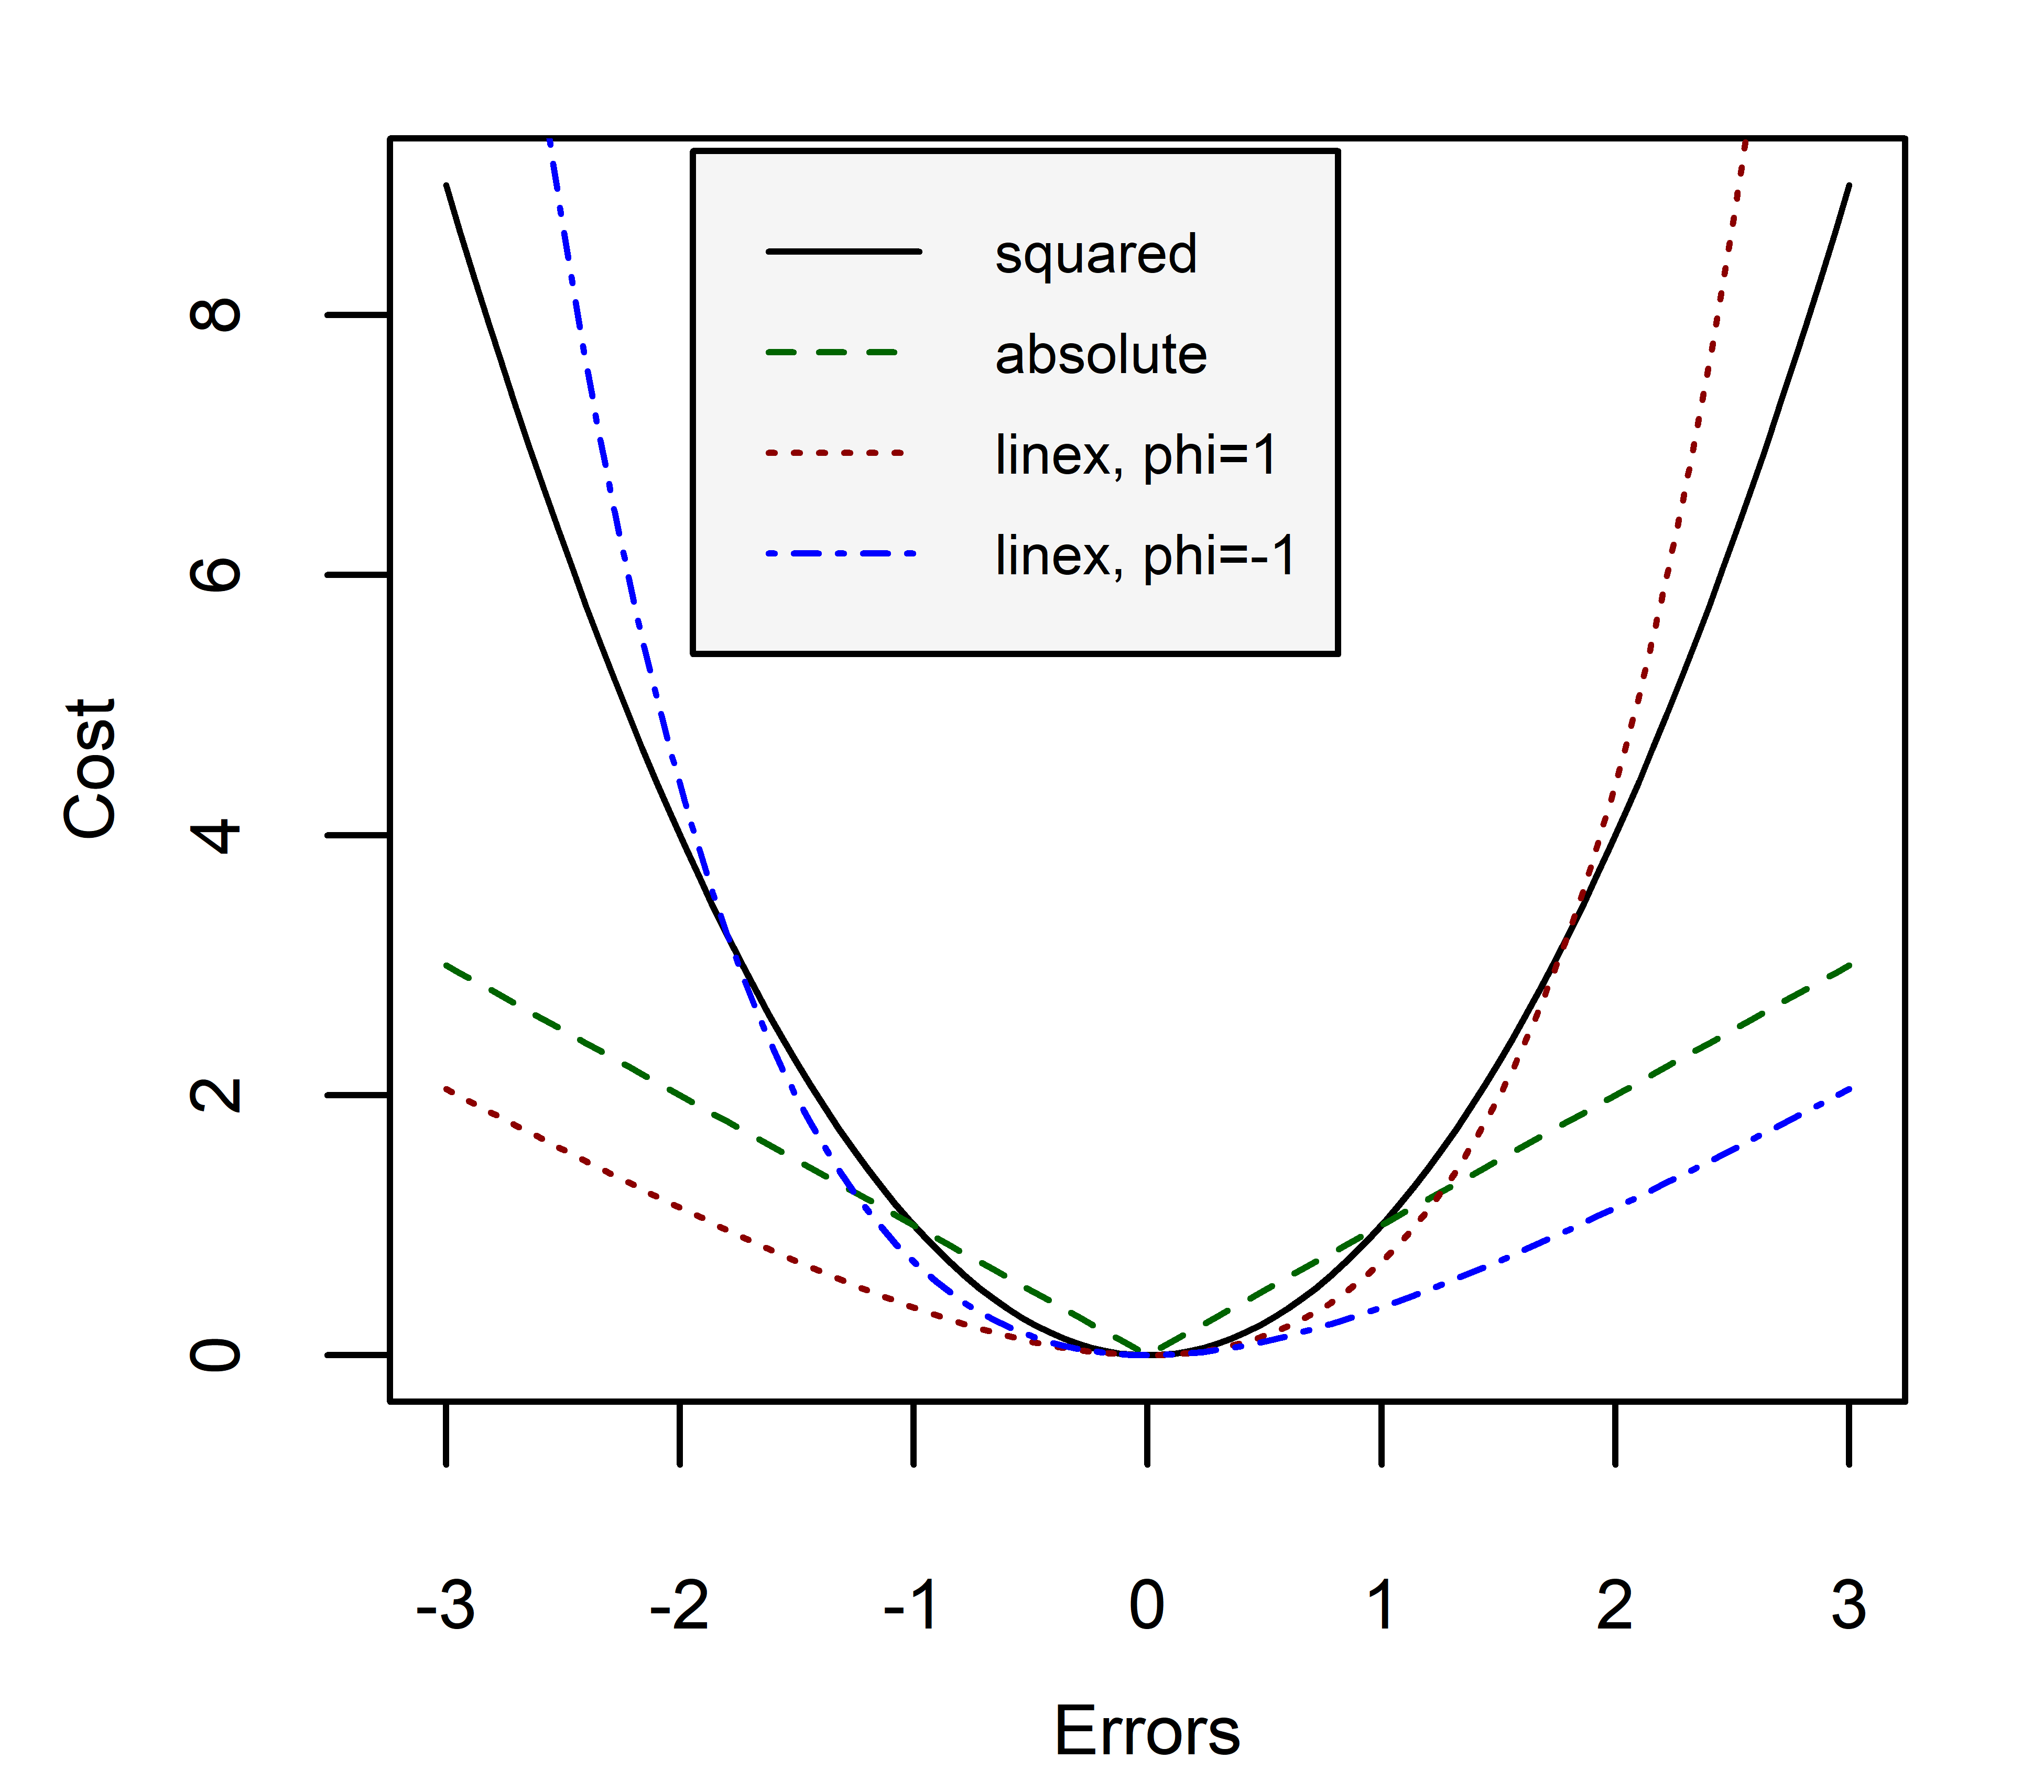 squared
absolute
linex, phi=1
linex, phi=-1
Cost
8
6
4
2
0
-3 -2 -1 0 1 2 3
Errors